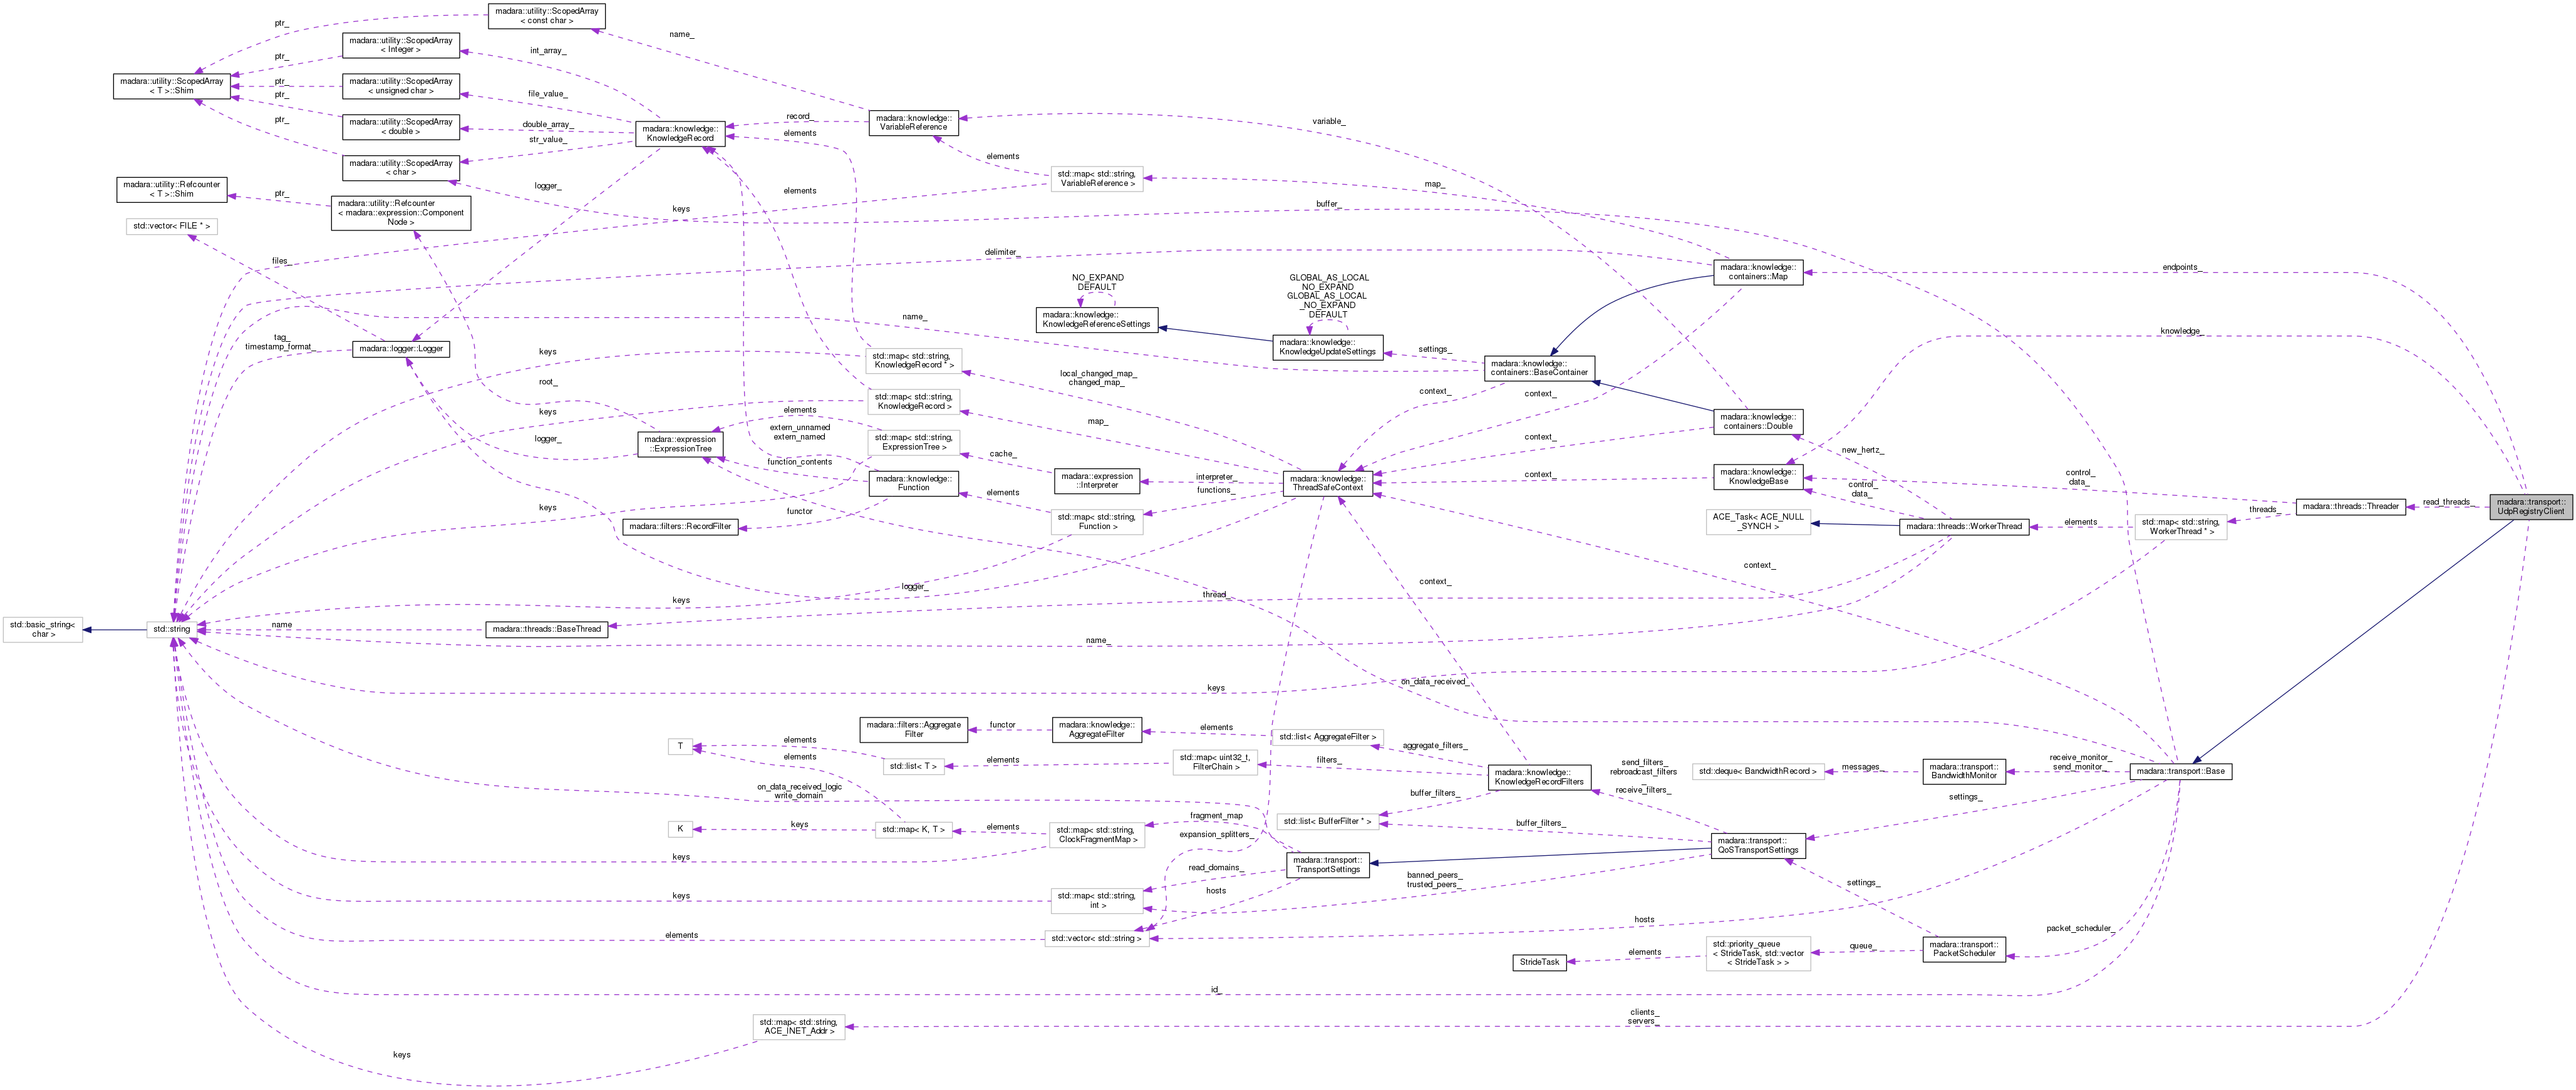 madara::utility::ScopedArray
< const char >
ptr_
name_
madara::utility::ScopedArray
< Integer >
int_array_
ptr_
madara::utility::ScopedArray
< T >::Shim
madara::utility::ScopedArray
< unsigned char >
ptr_
file_value_
ptr_
madara::utility::ScopedArray
< double >
double_array_
ptr_
madara::knowledge::
KnowledgeRecord
str_value_
record_
elements
madara::knowledge::
VariableReference
variable_
madara::utility::ScopedArray
< char >
madara::utility::Refcounter
< T >::Shim
ptr_
madara::utility::Refcounter
< madara::expression::Component
Node >
logger_
elements
elements
std::map< std::string,
VariableReference >
map_
keys
buffer_
std::vector< FILE * >
files_
delimiter_
madara::knowledge::
containers::Map
endpoints_
NO_EXPAND
DEFAULT
GLOBAL_AS_LOCAL
NO_EXPAND
GLOBAL_AS_LOCAL
_NO_EXPAND
DEFAULT
madara::knowledge::
KnowledgeReferenceSettings
name_
knowledge_
tag_
timestamp_format_
madara::logger::Logger
madara::knowledge::
KnowledgeUpdateSettings
settings_
madara::knowledge::
containers::BaseContainer
keys
std::map< std::string,
KnowledgeRecord * >
local_changed_map_
changed_map_
root_
context_
context_
std::map< std::string,
KnowledgeRecord >
keys
elements
map_
madara::knowledge::
containers::Double
logger_
madara::expression
::ExpressionTree
extern_unnamed
extern_named
std::map< std::string,
ExpressionTree >
cache_
context_
new_hertz_
function_contents
madara::knowledge::
Function
madara::expression
::Interpreter
interpreter_
madara::knowledge::
ThreadSafeContext
context_
madara::knowledge::
KnowledgeBase
control_
data_
control_
data_
elements
functions_
read_threads_
madara::threads::Threader
madara::transport::
UdpRegistryClient
keys
functor
madara::filters::RecordFilter
std::map< std::string,
Function >
ACE_Task< ACE_NULL
_SYNCH >
madara::threads::WorkerThread
elements
std::map< std::string,
WorkerThread * >
threads_
context_
context_
logger_
thread_
keys
std::basic_string<
char >
std::string
name
madara::threads::BaseThread
name_
keys
on_data_received_
madara::filters::Aggregate
Filter
functor
madara::knowledge::
AggregateFilter
elements
std::list< AggregateFilter >
aggregate_filters_
T
elements
elements
std::list< T >
elements
std::map< uint32_t,
FilterChain >
filters_
madara::knowledge::
KnowledgeRecordFilters
send_filters_
rebroadcast_filters_
receive_filters_
std::deque< BandwidthRecord >
messages_
madara::transport::
BandwidthMonitor
receive_monitor_
send_monitor_
madara::transport::Base
on_data_received_logic
write_domain
buffer_filters_
settings_
K
keys
std::map< K, T >
elements
std::map< std::string,
ClockFragmentMap >
fragment_map
std::list< BufferFilter * >
buffer_filters_
expansion_splitters_
madara::transport::
QoSTransportSettings
keys
madara::transport::
TransportSettings
read_domains_
banned_peers_
trusted_peers_
settings_
keys
std::map< std::string,
int >
hosts
hosts
packet_scheduler_
elements
std::vector< std::string >
StrideTask
elements
std::priority_queue
< StrideTask, std::vector
< StrideTask > >
queue_
madara::transport::
PacketScheduler
id_
std::map< std::string,
ACE_INET_Addr >
clients_
servers_
keys